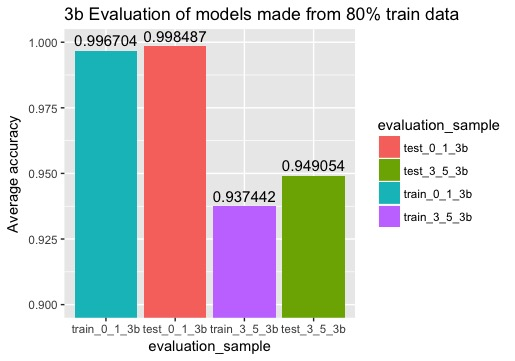 3b Evaluation of models made from 80% train data
Average accuracy
1.000
0.975
0.950
0.925
0.900
0.996704
0.998487
0.937442
0.949054
train_0_1_3b test_0_1_3b train_3_5_3b test_3_5_3b
evaluation_sample
evaluation_sample
test_0_1_3b
test_3_5_3b
train_0_1_3b
train_3_5_3b